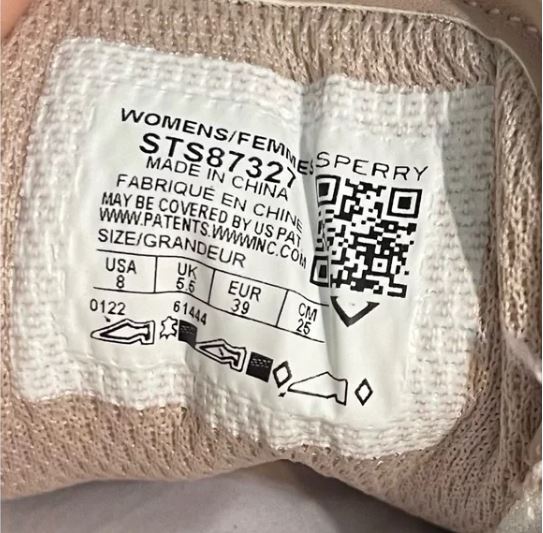 WOMENS/FEMMES
STS87327
MADE IN CHINA
FABRIQUÉ EN CHINE
MAY BE COVERED BY US PAT.
WWW.PATENTS.WWWINC.COM
SIZE/GRANDEUR
USA UK EUR CM
8 5.5 39 25
0122 61444
SPERRY